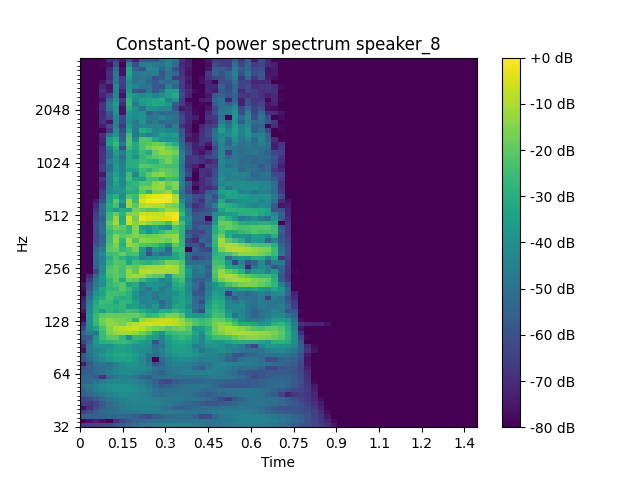 Constant-Q power spectrum speaker_8
+0 dB
2048
-10 dB
1024
-20 dB
512
-30 dB
Hz
-40 dB
256
-50 dB
128
-60 dB
64
-70 dB
32
-80 dB
0 0.15 0.3 0.45 0.6 0.75 0.9 1.1 1.2 1.4
Time